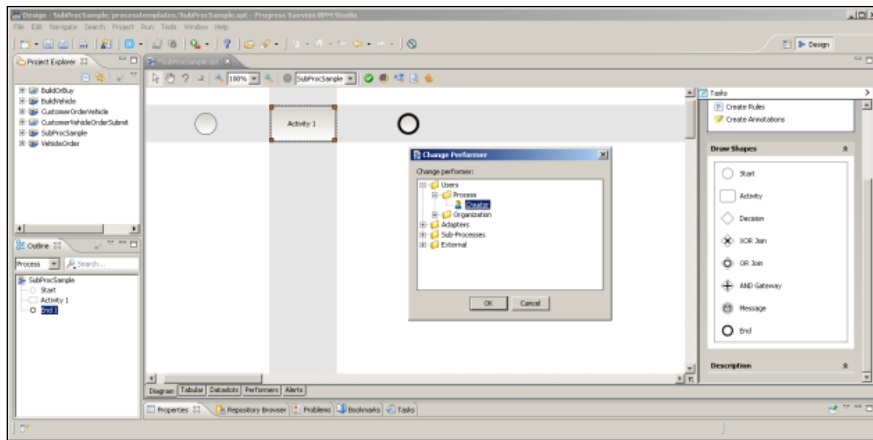 Design - SubProcSample/processtemplates/SubProcSample.spt - Progress Savvion BPM Studio
File Edit Navigate Search Project Run Tools Window Help
Design
Project Explorer
*SubProcSample.spt
100%
SubProcSample
BuildOrBuy
BuildVehicle
CustomerOrderVehicle
CustomerVehicleOrderSubmit
SubProcSample
VehicleOrder
Activity 1
Tasks
Create Rules
Create Annotations
Draw Shapes
Start
Activity
Decision
XOR Join
OR Join
AND Gateway
Message
End
Description
Change Performer
Change performer:
Users
Process
Creator
Organization
Adapters
Sub-Processes
External
OK
Cancel
Outline
Process
Search...
SubProcSample
Start
Activity 1
End 1
Diagram Tabular Dataslots Performers Alerts
Properties Repository Browser Problems Bookmarks Tasks